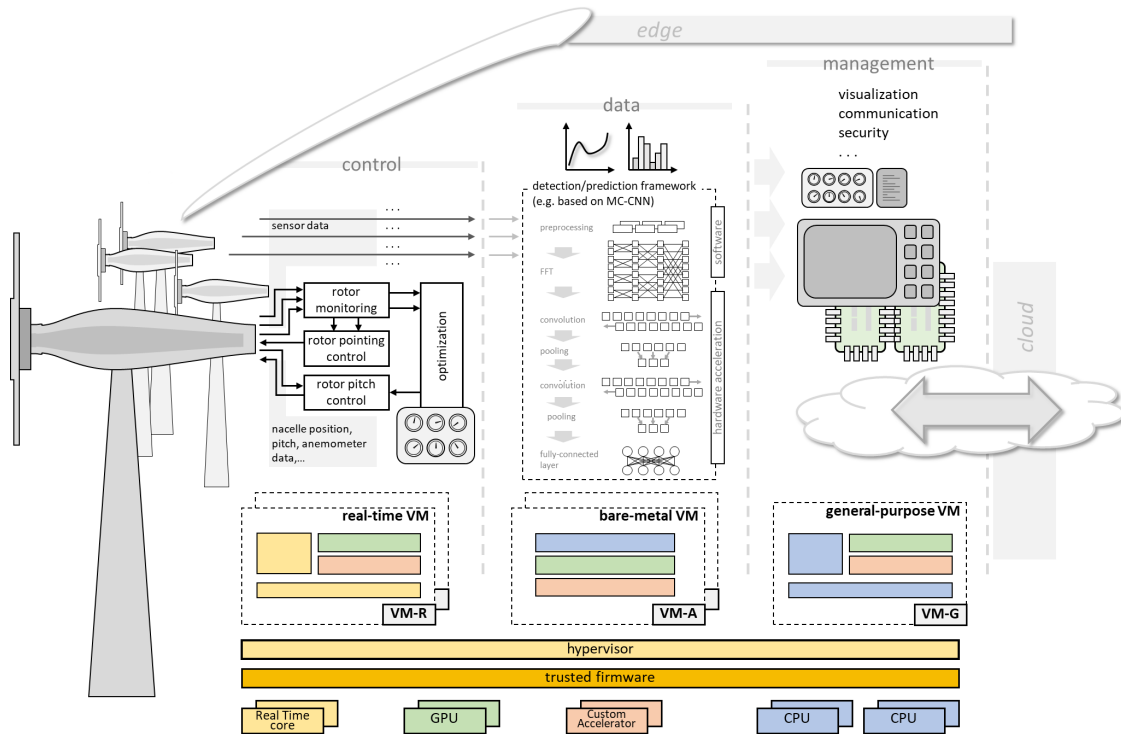 edge
management
visualization
communication
security
. . .
data
control
detection/prediction framework
(e.g. based on MC-CNN)
. . .
sensor data
. . .
. . .
. . .
preprocessing
FFT
convolution
pooling
. . .
convolution
pooling
fully-connected
layer
software
hardware acceleration
rotor
monitoring
rotor pointing
control
rotor pitch
control
optimization
nacelle position,
pitch, anemometer
data,...
cloud
real-time VM
VM-R
bare-metal VM
VM-A
general-purpose VM
VM-G
hypervisor
trusted firmware
Real Time
core
GPU
Custom
Accelerator
CPU
CPU